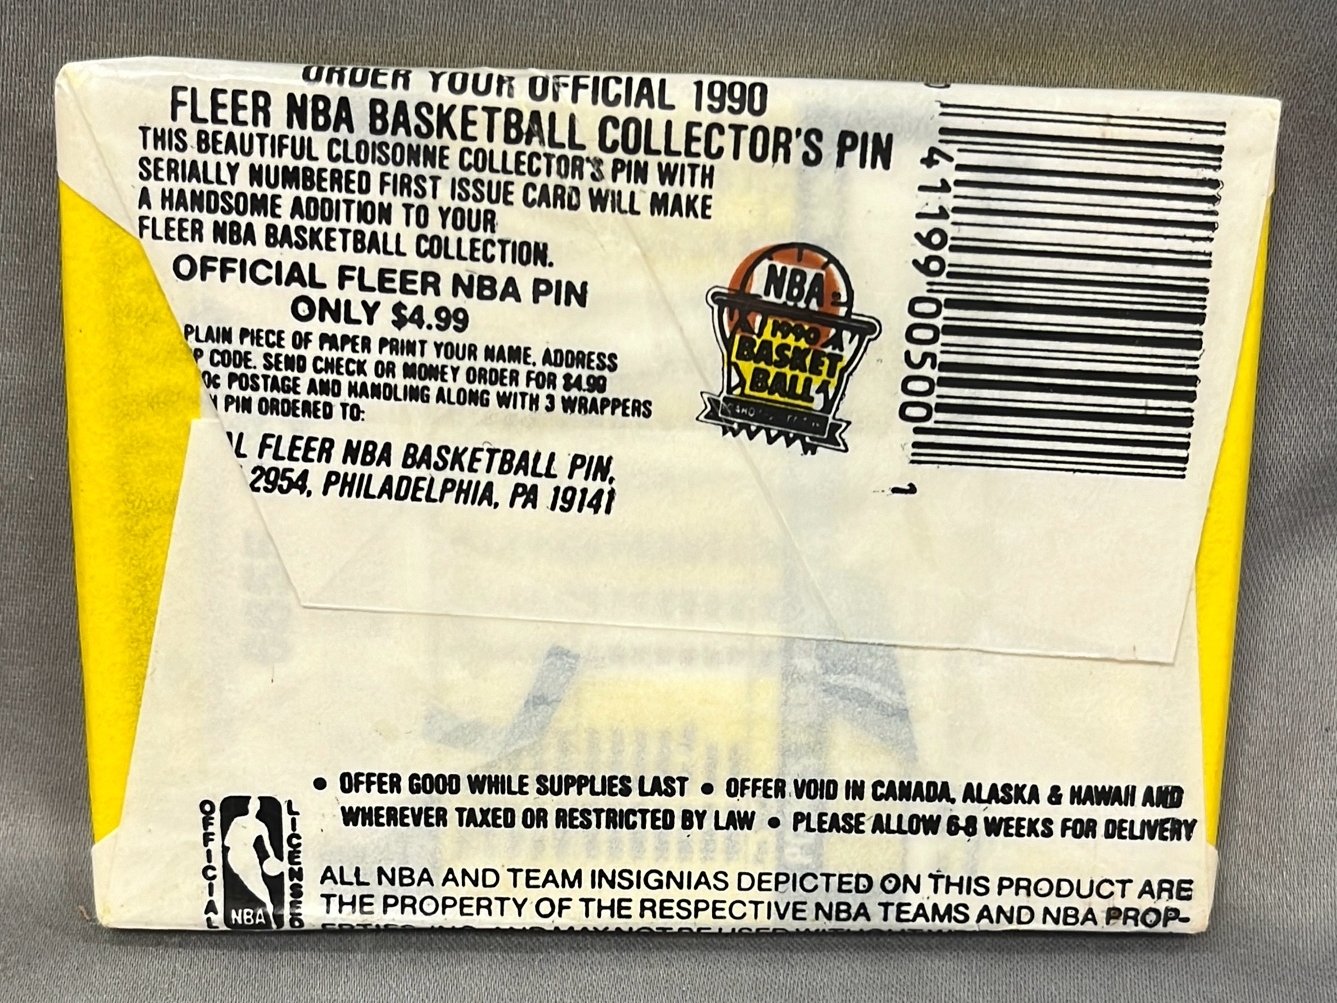 ORDER YOUR OFFICIAL 1990
FLEER NBA BASKETBALL COLLECTOR'S PIN
THIS BEAUTIFUL CLOISONNE COLLECTOR'S PIN WITH
SERIALLY NUMBERED FIRST ISSUE CARD WILL MAKE
A HANDSOME ADDITION TO YOUR
FLEER NBA BASKETBALL COLLECTION.
OFFICIAL FLEER NBA PIN
ONLY $4.99
PLAIN PIECE OF PAPER PRINT YOUR NAME, ADDRESS
P CODE. SEND CHECK OR MONEY ORDER FOR $4.99
0¢ POSTAGE AND HANDLING ALONG WITH 3 WRAPPERS
PIN ORDERED TO:
L FLEER NBA BASKETBALL PIN,
2954, PHILADELPHIA, PA 19141
NBA
1990
BASKET
BALL
0 41199 00500 1
• OFFER GOOD WHILE SUPPLIES LAST • OFFER VOID IN CANADA, ALASKA & HAWAII AND
WHEREVER TAXED OR RESTRICTED BY LAW • PLEASE ALLOW 6-8 WEEKS FOR DELIVERY
OFFICIAL
NBA
LICENSED
ALL NBA AND TEAM INSIGNIAS DEPICTED ON THIS PRODUCT ARE
THE PROPERTY OF THE RESPECTIVE NBA TEAMS AND NBA PROP-